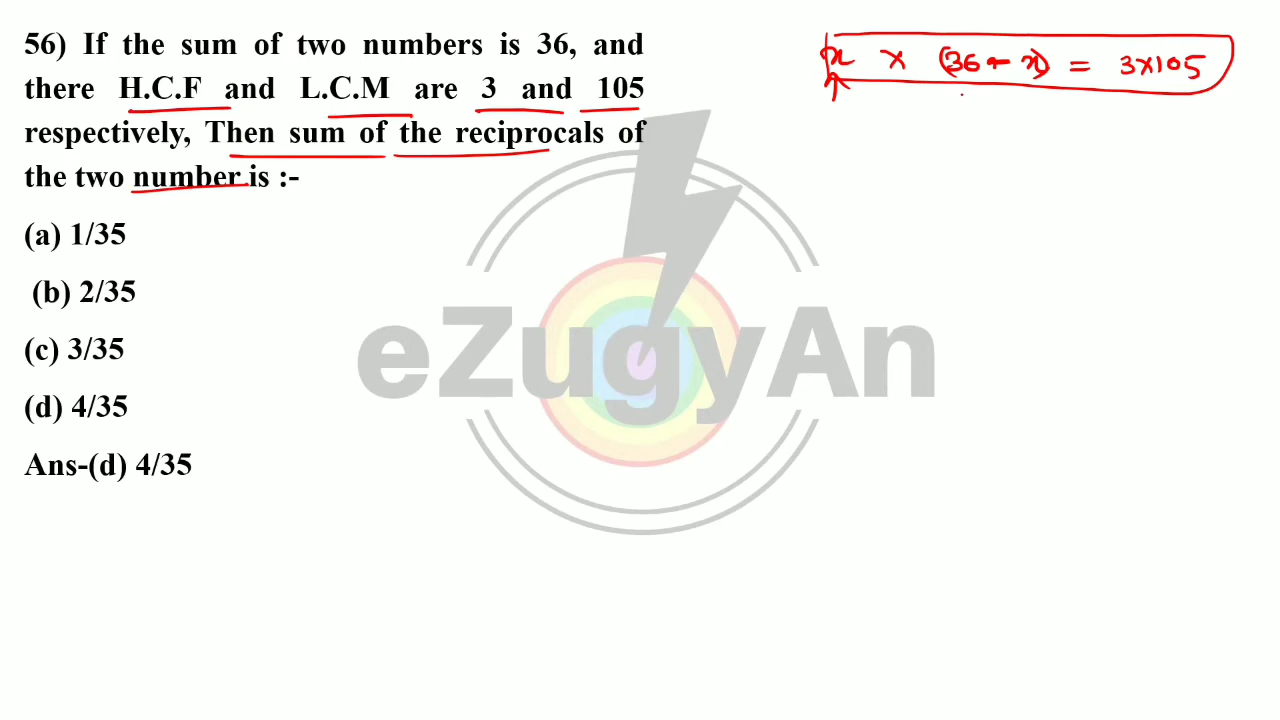 56) If the sum of two numbers is 36, and
there H.C.F and L.C.M are 3 and 105
respectively, Then sum of the reciprocals of
the two number is :-
(a) 1/35
(b) 2/35
(c) 3/35
(d) 4/35
Ans-(d) 4/35
x × (36 - x) = 3×105
eZugyAn